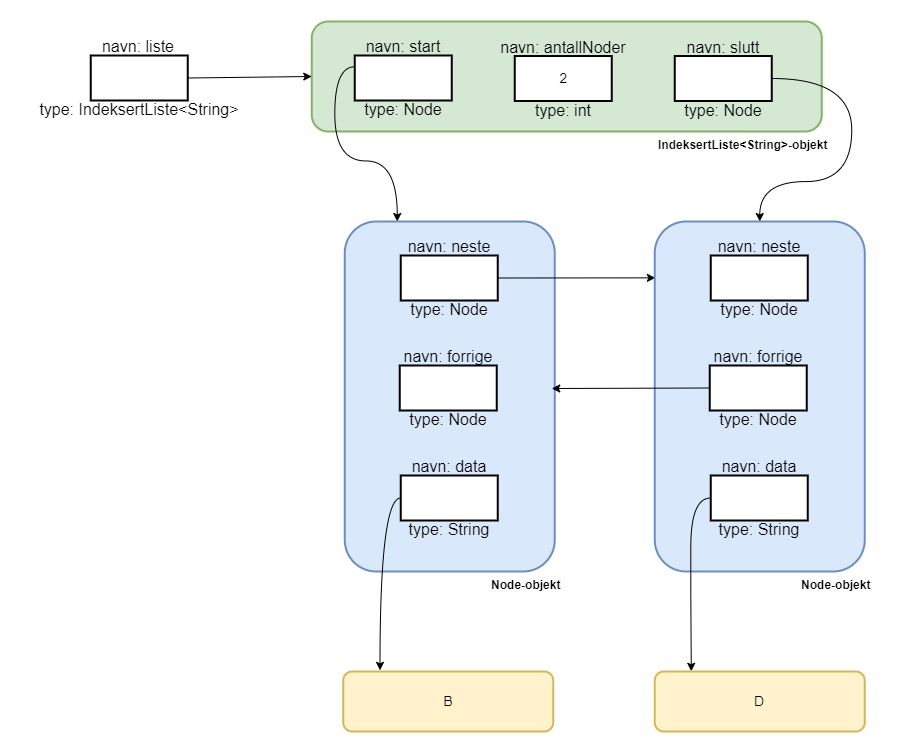 navn: liste
type: IndeksertListe<String>
navn: start
type: Node
navn: antallNoder
2
type: int
navn: slutt
type: Node
IndeksertListe<String>-objekt
navn: neste
type: Node
navn: forrige
type: Node
navn: data
type: String
Node-objekt
navn: neste
type: Node
navn: forrige
type: Node
navn: data
type: String
Node-objekt
B
D